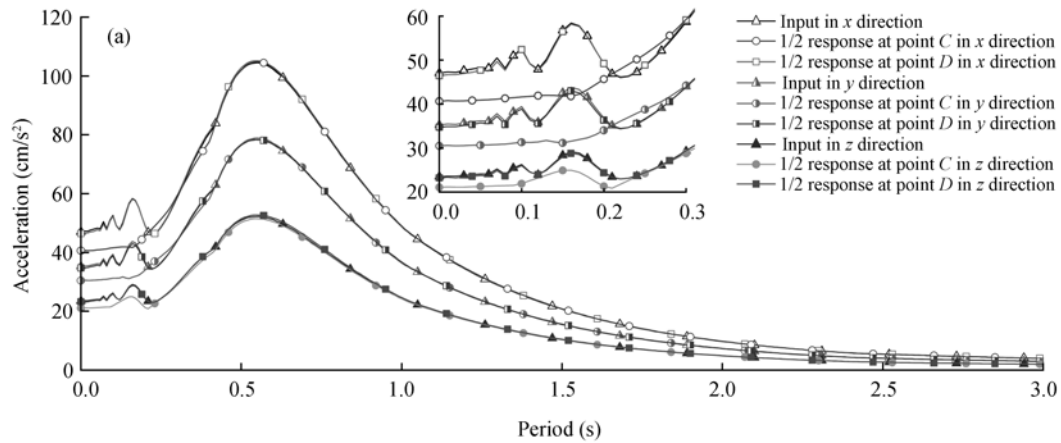 (a)
120
100
80
60
40
20
0
Acceleration (cm/s²)
0.0 0.5 1.0 1.5 2.0 2.5 3.0
Period (s)
60
50
40
30
20
0.0 0.1 0.2 0.3
Input in x direction
1/2 response at point C in x direction
1/2 response at point D in x direction
Input in y direction
1/2 response at point C in y direction
1/2 response at point D in y direction
Input in z direction
1/2 response at point C in z direction
1/2 response at point D in z direction